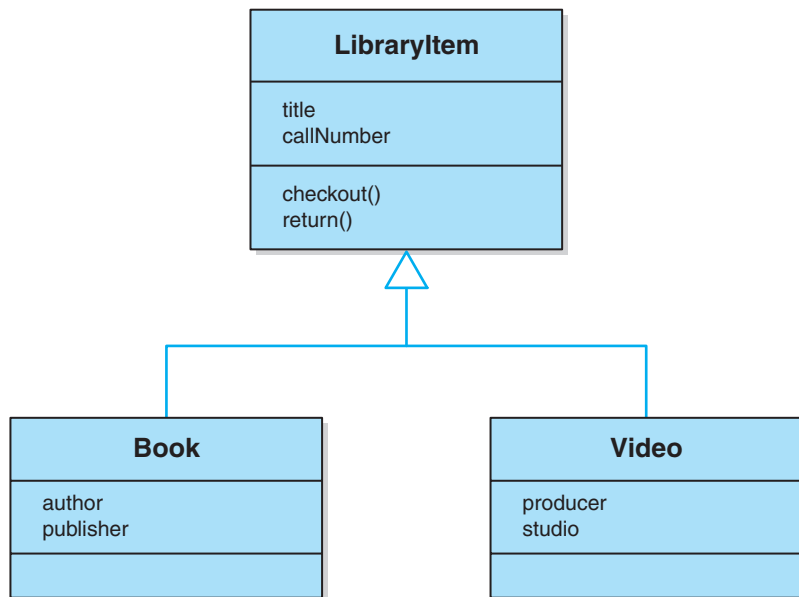 LibraryItem
title
callNumber
checkout()
return()
Book
author
publisher
Video
producer
studio